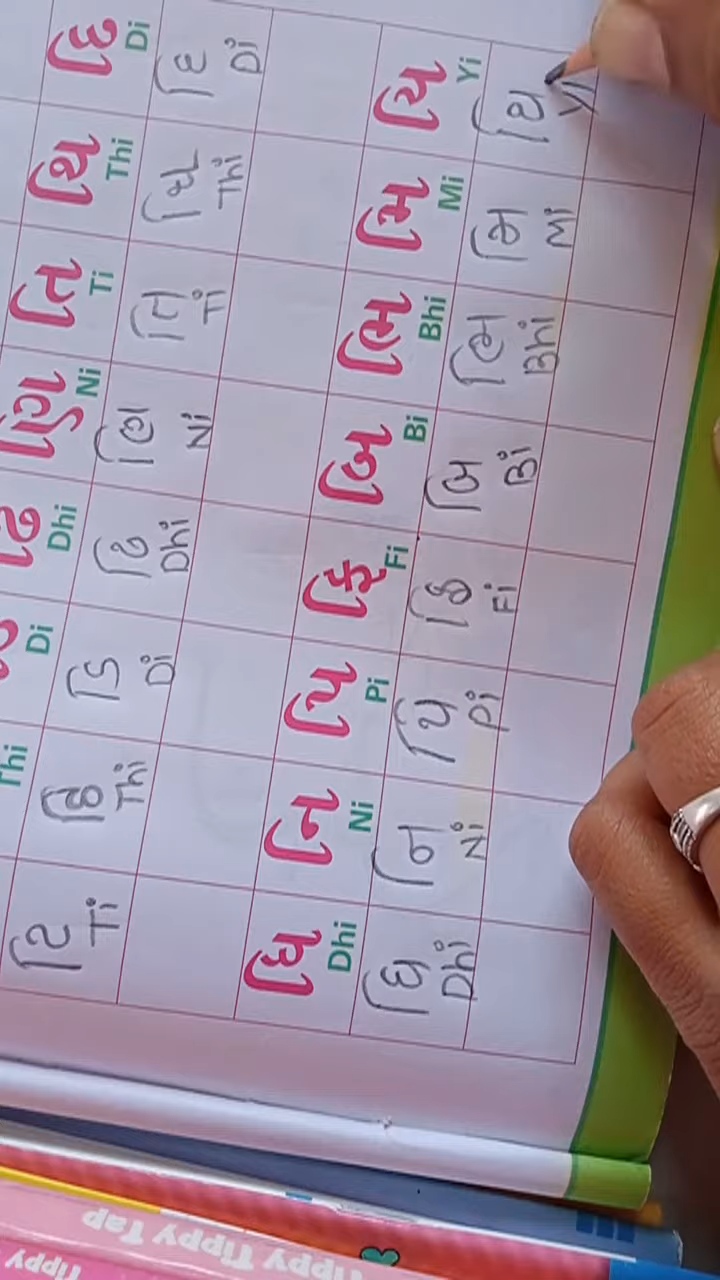 ણિ તિ થિ દિ
Thi Di Dhi Ni Ti Thi Di
ટિ ઠિ ડિ ઢિ ણિ તિ થિ દિ
Ti Thi Di Dhi Ni Ti Thi Di
ધિ નિ પિ ફિ બિ ભિ મિ યિ
Dhi Ni Pi Fi Bi Bhi Mi Yi
ધિ નિ પિ ફિ બિ ભિ મિ યિ
Dhi Ni Pi Fi Bi Bhi Mi Yi
Tippy Tap